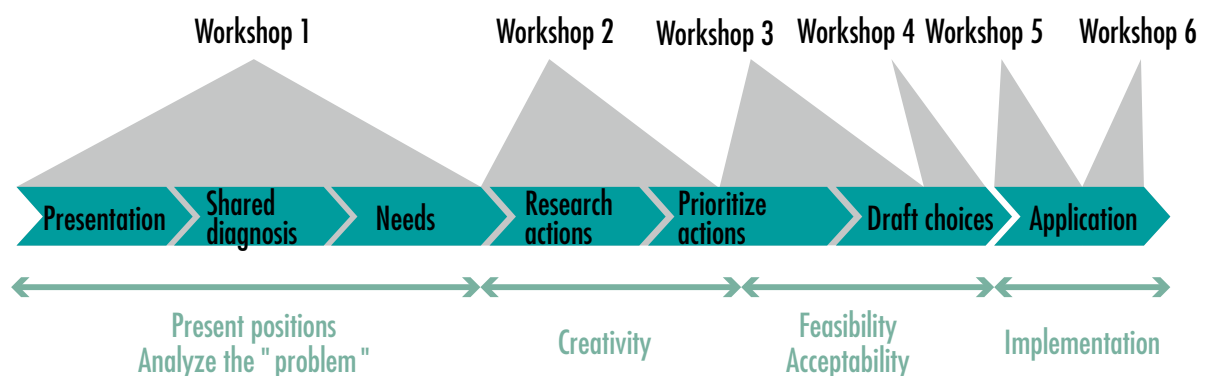 Workshop 1
Workshop 2
Workshop 3
Workshop 4
Workshop 5
Workshop 6
Presentation
Shared
diagnosis
Needs
Research
actions
Prioritize
actions
Draft choices
Application
Present positions
Analyze the " problem "
Creativity
Feasibility
Acceptability
Implementation